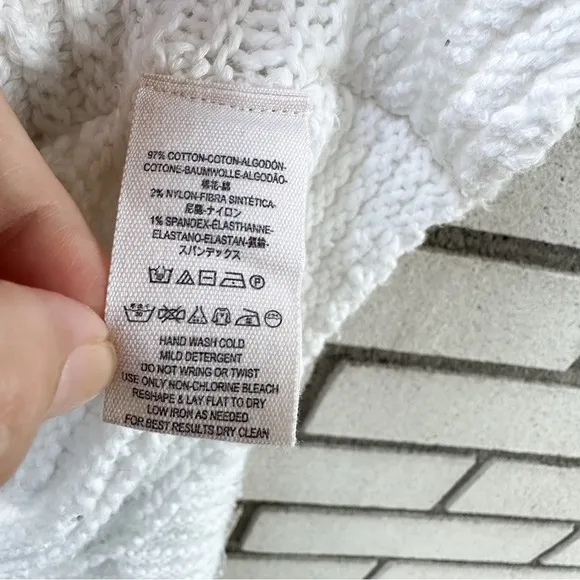 97% COTTON-COTON-ALGODÓN-
COTONE-BAUMWOLLE-ALGODÃO-
棉花-綿
2% NYLON-FIBRA SINTÉTICA-
尼龍-ナイロン
1% SPANDEX-ÉLASTHANNE-
ELASTANO-ELASTAN-氨綸-
スパンデックス
P
HAND WASH COLD
MILD DETERGENT
DO NOT WRING OR TWIST
USE ONLY NON-CHLORINE BLEACH
RESHAPE & LAY FLAT TO DRY
LOW IRON AS NEEDED
FOR BEST RESULTS DRY CLEAN